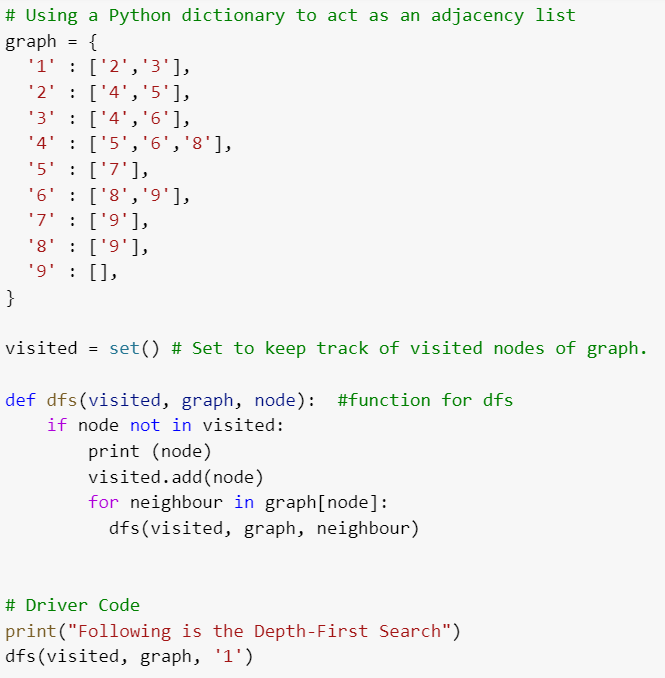 # Using a Python dictionary to act as an adjacency list
graph = {
  '1' : ['2','3'],
  '2' : ['4','5'],
  '3' : ['4','6'],
  '4' : ['5','6','8'],
  '5' : ['7'],
  '6' : ['8','9'],
  '7' : ['9'],
  '8' : ['9'],
  '9' : [],
}

visited = set() # Set to keep track of visited nodes of graph.

def dfs(visited, graph, node):  #function for dfs
    if node not in visited:
        print (node)
        visited.add(node)
        for neighbour in graph[node]:
          dfs(visited, graph, neighbour)


# Driver Code
print("Following is the Depth-First Search")
dfs(visited, graph, '1')